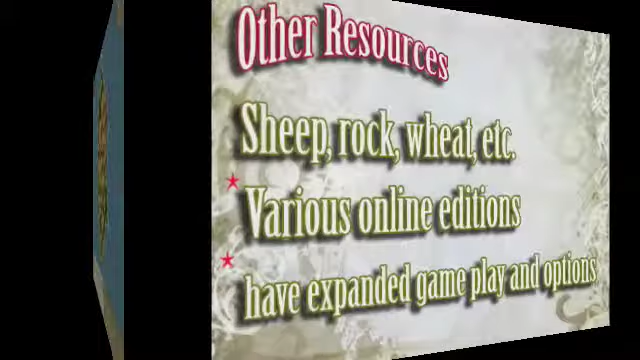 Other Resources
Sheep, rock, wheat, etc.
Various online editions
have expanded game play and options